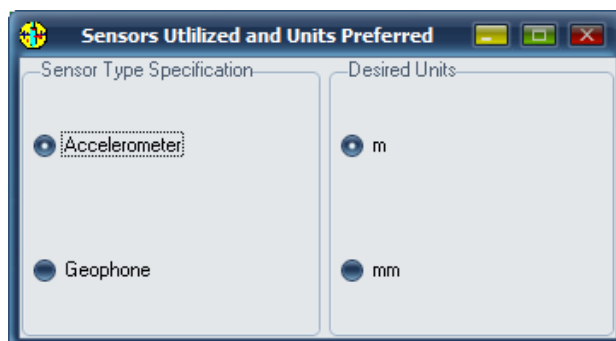 Sensors Utlilized and Units Preferred
Sensor Type Specification
Desired Units
Accelerometer
m
Geophone
mm